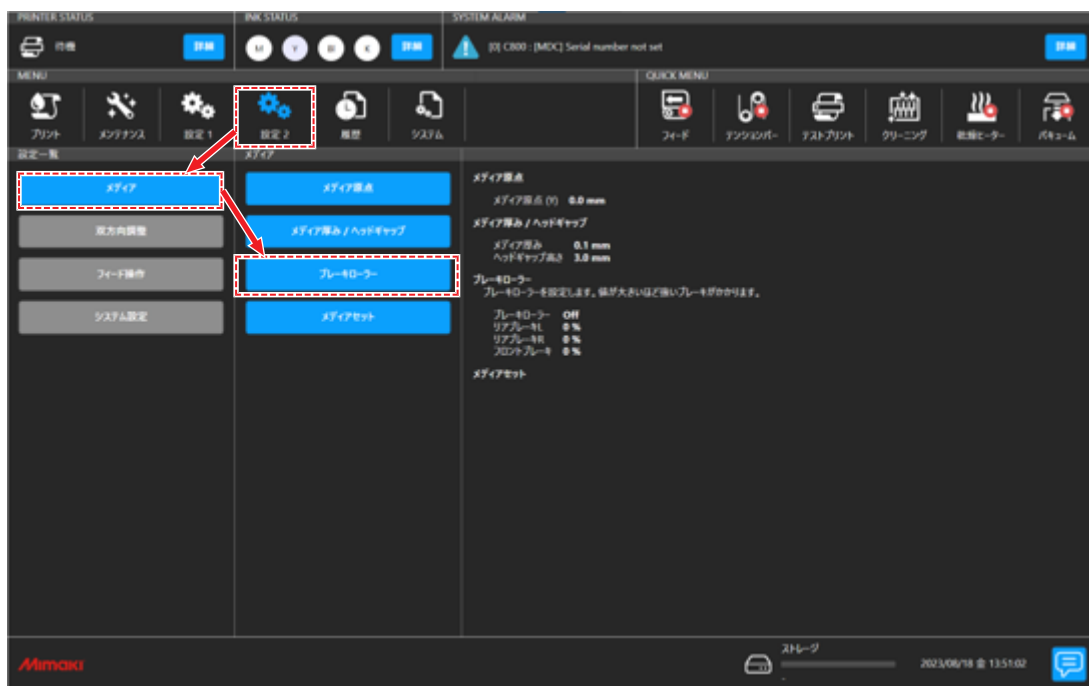 PRINTER STATUS
INK STATUS
SYSTEM ALARM
待機
詳細
M
Y
Bl
K
詳細
[0] C800 : [MDC] Serial number not set
詳細
MENU
QUICK MENU
プリント
メンテナンス
設定 1
設定 2
履歴
システム
フィード
テンションバー
テストプリント
クリーニング
乾燥ヒーター
バキューム
設定一覧
メディア
メディア
双方向調整
フィード操作
システム設定
メディア原点
メディア厚み / ヘッドギャップ
ブレーキローラー
メディアセット
メディア原点
メディア原点 (Y) 0.0 mm
メディア厚み / ヘッドギャップ
メディア厚み 0.1 mm
ヘッドギャップ高さ 3.0 mm
ブレーキローラー
ブレーキローラーを設定します。値が大きいほど強いブレーキがかかります。
ブレーキローラー Off
リアブレーキL 0 %
リアブレーキR 0 %
フロントブレーキ 0 %
メディアセット
Mimaki
ストレージ
-
2023/08/18 金 13:51:02